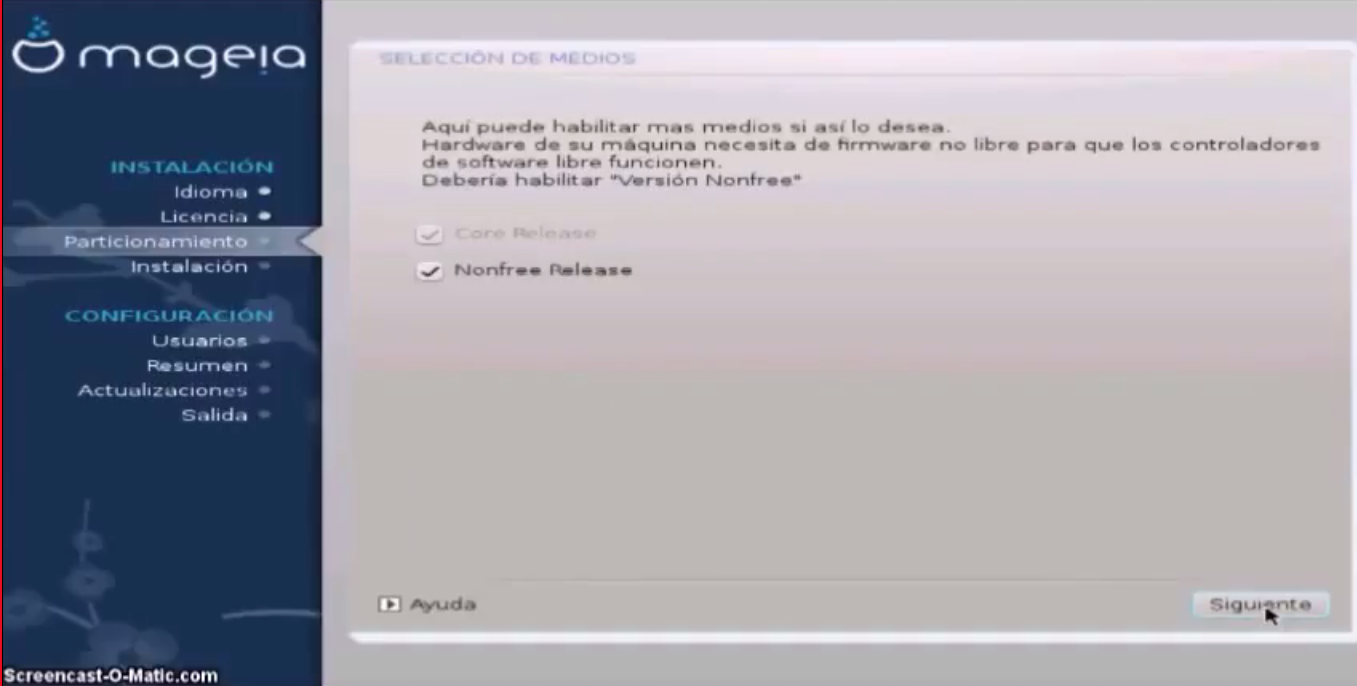 mageia
INSTALACIÓN
Idioma
Licencia
Particionamiento
Instalación
CONFIGURACIÓN
Usuarios
Resumen
Actualizaciones
Salida
SELECCIÓN DE MEDIOS
Aquí puede habilitar mas medios si así lo desea.
Hardware de su máquina necesita de firmware no libre para que los controladores
de software libre funcionen.
Debería habilitar "Versión Nonfree"
Core Release
Nonfree Release
Ayuda
Siguiente
Screencast-O-Matic.com